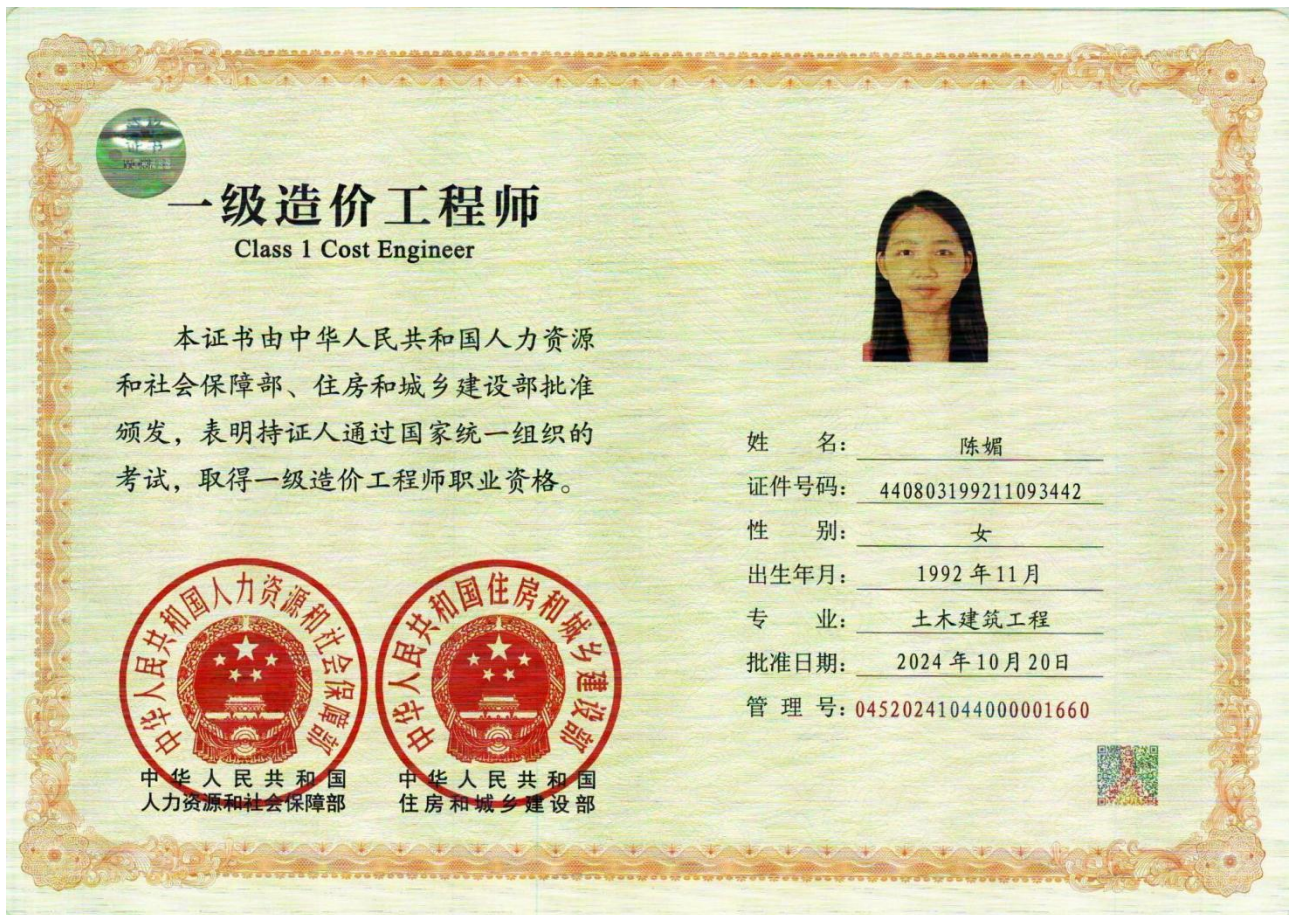 资格
证书
一级造价工程师
Class 1 Cost Engineer
本证书由中华人民共和国人力资源
和社会保障部、住房和城乡建设部批准
颁发，表明持证人通过国家统一组织的
考试，取得一级造价工程师职业资格。
中华人民共和国人力资源和社会保障部
中华人民共和国住房和城乡建设部
中华人民共和国
人力资源和社会保障部
中华人民共和国
住房和城乡建设部
姓 名： 陈媚
证件号码： 440803199211093442
性 别： 女
出生年月： 1992年11月
专 业： 土木建筑工程
批准日期： 2024年10月20日
管 理 号： 04520241044000001660